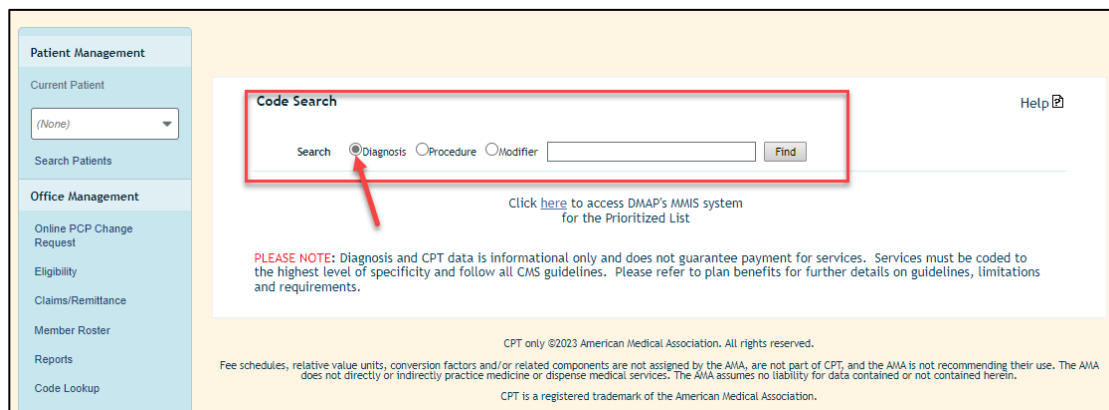 Patient Management
Current Patient
(None)
Search Patients
Office Management
Online PCP Change
Request
Eligibility
Claims/Remittance
Member Roster
Reports
Code Lookup
Code Search
Help
Search Diagnosis Procedure Modifier Find
Click here to access DMAP's MMIS system
for the Prioritized List
PLEASE NOTE: Diagnosis and CPT data is informational only and does not guarantee payment for services. Services must be coded to
the highest level of specificity and follow all CMS guidelines. Please refer to plan benefits for further details on guidelines, limitations
and requirements.
CPT only ©2023 American Medical Association. All rights reserved.
Fee schedules, relative value units, conversion factors and/or related components are not assigned by the AMA, are not part of CPT, and the AMA is not recommending their use. The AMA
does not directly or indirectly practice medicine or dispense medical services. The AMA assumes no liability for data contained or not contained herein.
CPT is a registered trademark of the American Medical Association.